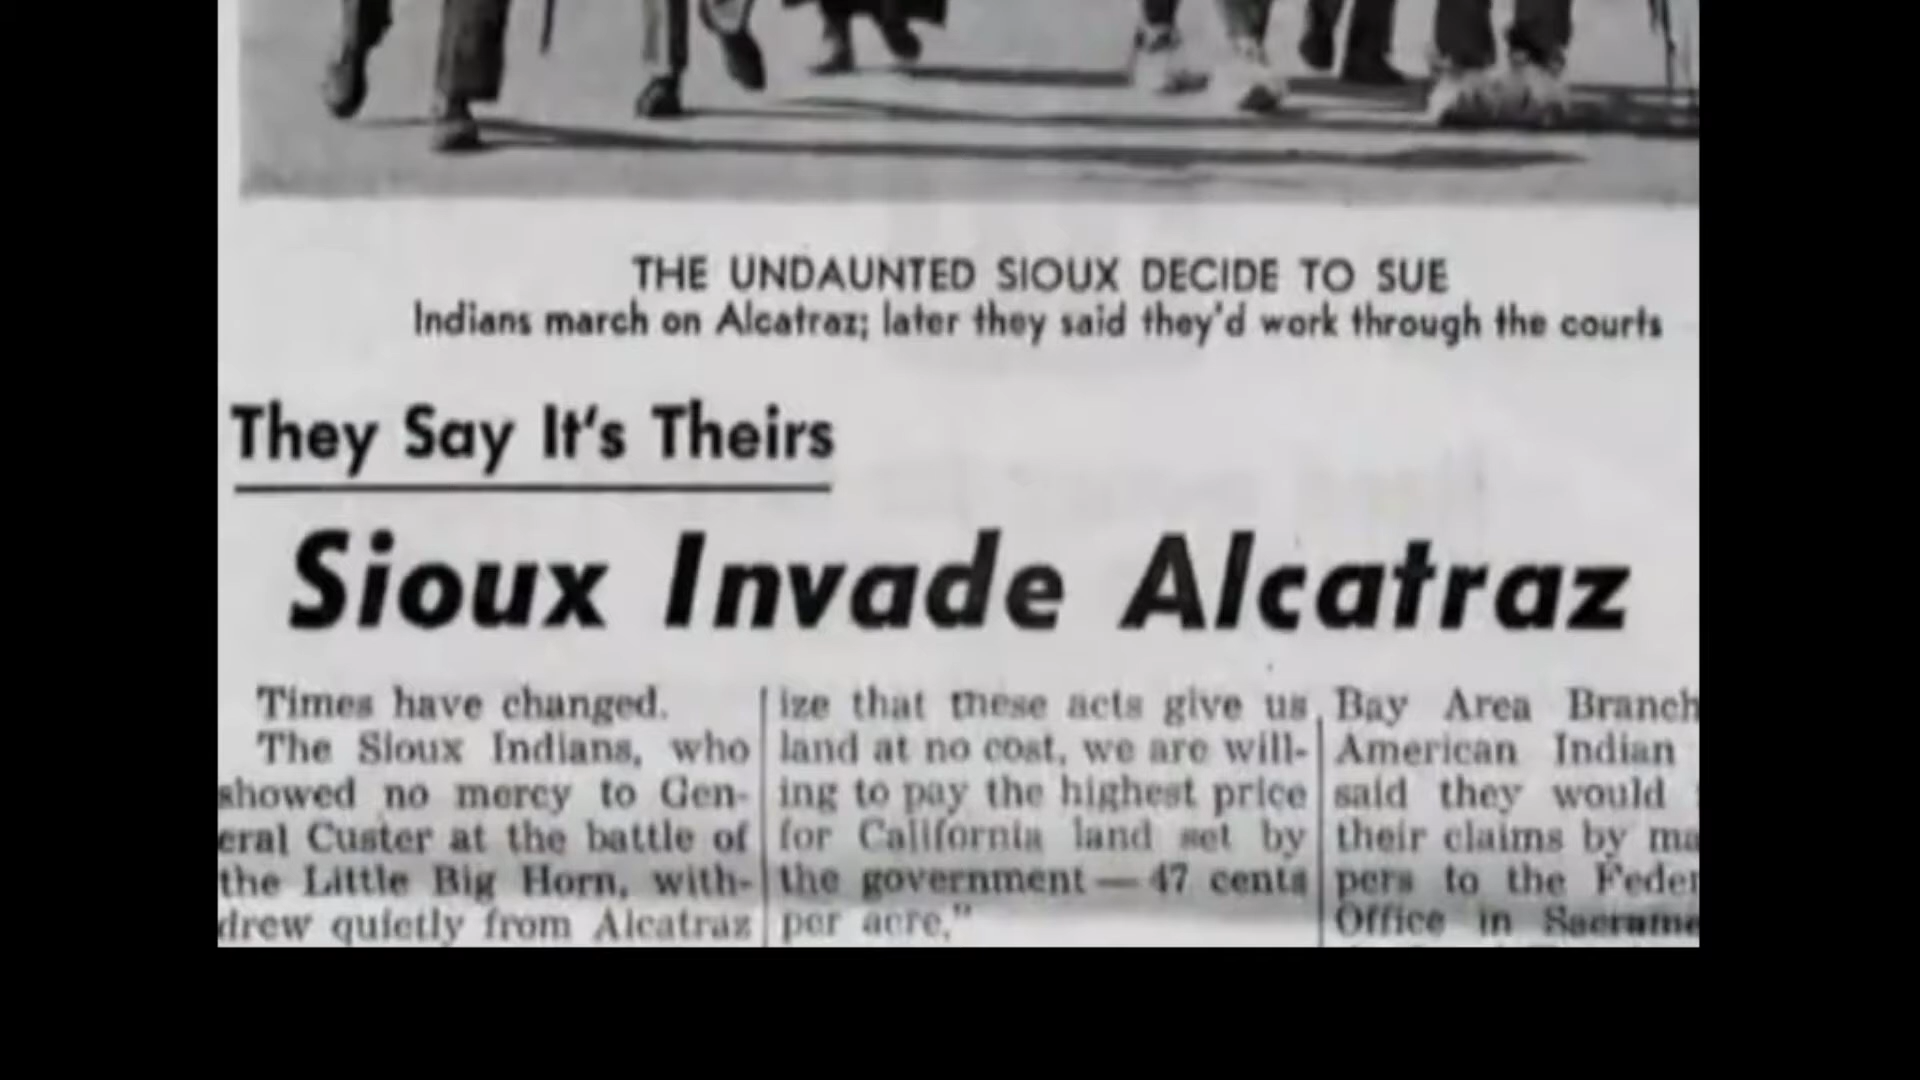 THE UNDAUNTED SIOUX DECIDE TO SUE
Indians march on Alcatraz; later they said they'd work through the courts
They Say It's Theirs
Sioux Invade Alcatraz
Times have changed.
The Sioux Indians, who
showed no mercy to Gen-
eral Custer at the battle of
the Little Big Horn, with-
drew quietly from Alcatraz
ize that these acts give us
land at no cost, we are will-
ing to pay the highest price
for California land set by
the government — 47 cents
per acre,"
Bay Area Branch
American Indian
said they would
their claims by ma
pers to the Feder
Office in Sacrame